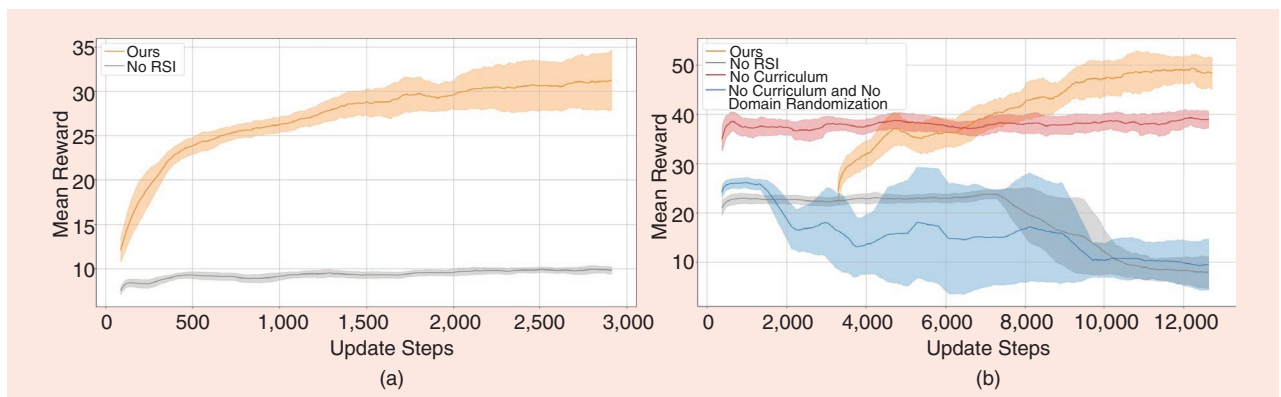 Ours
No RSI
Mean Reward
35
30
25
20
15
10
0
500
1,000
1,500
2,000
2,500
3,000
Update Steps
(a)
Ours
No RSI
No Curriculum
No Curriculum and No
Domain Randomization
Mean Reward
50
40
30
20
10
0
2,000
4,000
6,000
8,000
10,000
12,000
Update Steps
(b)